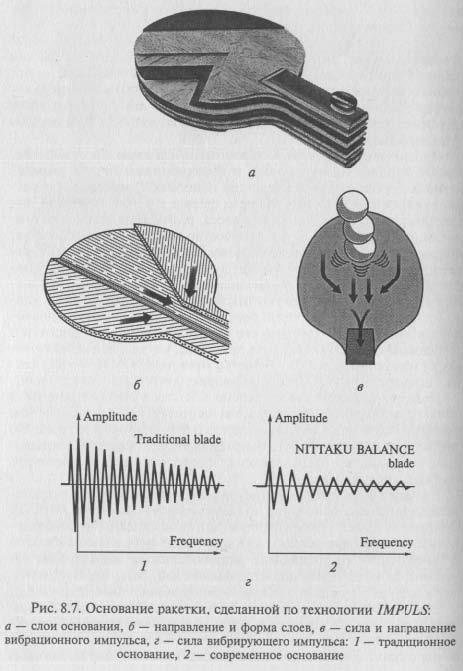 а
б
в
Amplitude
Traditional blade
Frequency
1
Amplitude
NITTAKU BALANCE
blade
Frequency
2
г
Рис. 8.7. Основание ракетки, сделанной по технологии IMPULS:
а — слои основания, б — направление и форма слоев, в — сила и направление
вибрационного импульса, г — сила вибрирующего импульса: 1 — традиционное
основание, 2 — современное основание